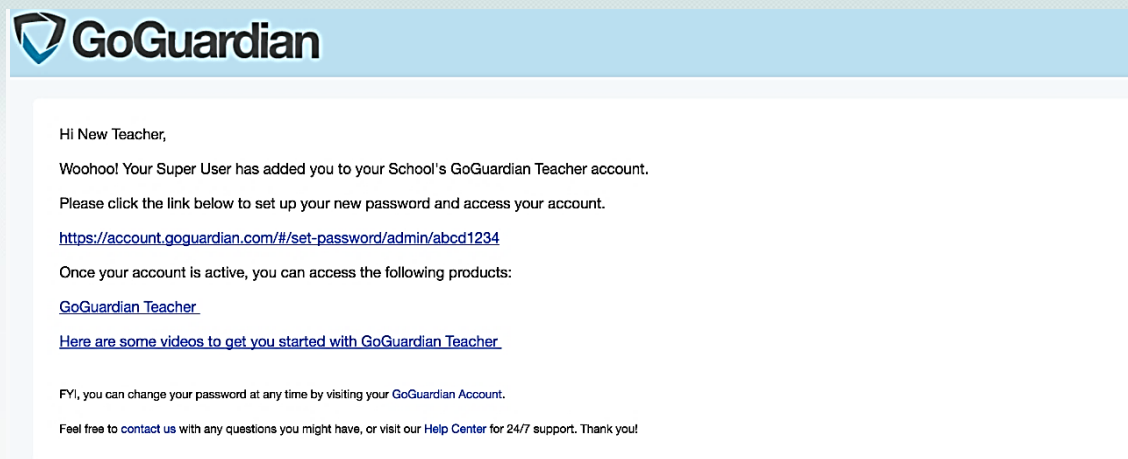 GoGuardian
Hi New Teacher,
Woohoo! Your Super User has added you to your School's GoGuardian Teacher account.
Please click the link below to set up your new password and access your account.
https://account.goguardian.com/#/set-password/admin/abcd1234
Once your account is active, you can access the following products:
GoGuardian Teacher
Here are some videos to get you started with GoGuardian Teacher
FYI, you can change your password at any time by visiting your GoGuardian Account.
Feel free to contact us with any questions you might have, or visit our Help Center for 24/7 support. Thank you!